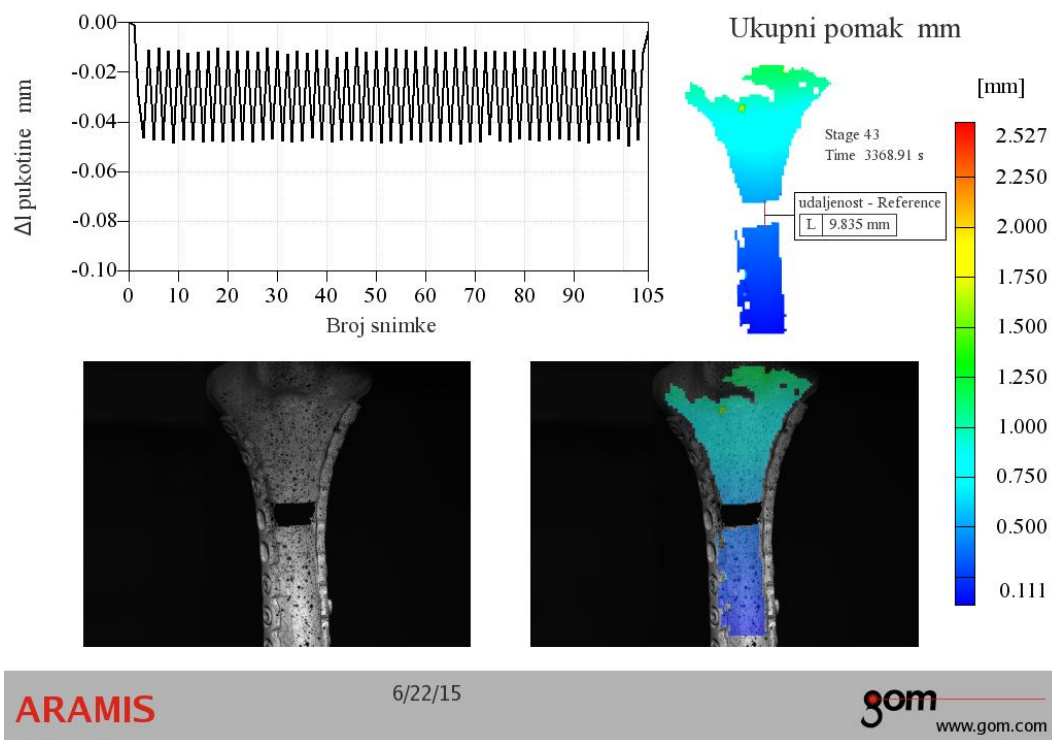 Ukupni pomak mm
Δl pukotine mm
0.00
-0.02
-0.04
-0.06
-0.08
-0.10
0 10 20 30 40 50 60 70 80 90 105
Broj snimke
Stage 43
Time 3368.91 s
udaljenost - Reference
L 9.835 mm
[mm]
2.527
2.250
2.000
1.750
1.500
1.250
1.000
0.750
0.500
0.111
ARAMIS
6/22/15
gom
www.gom.com